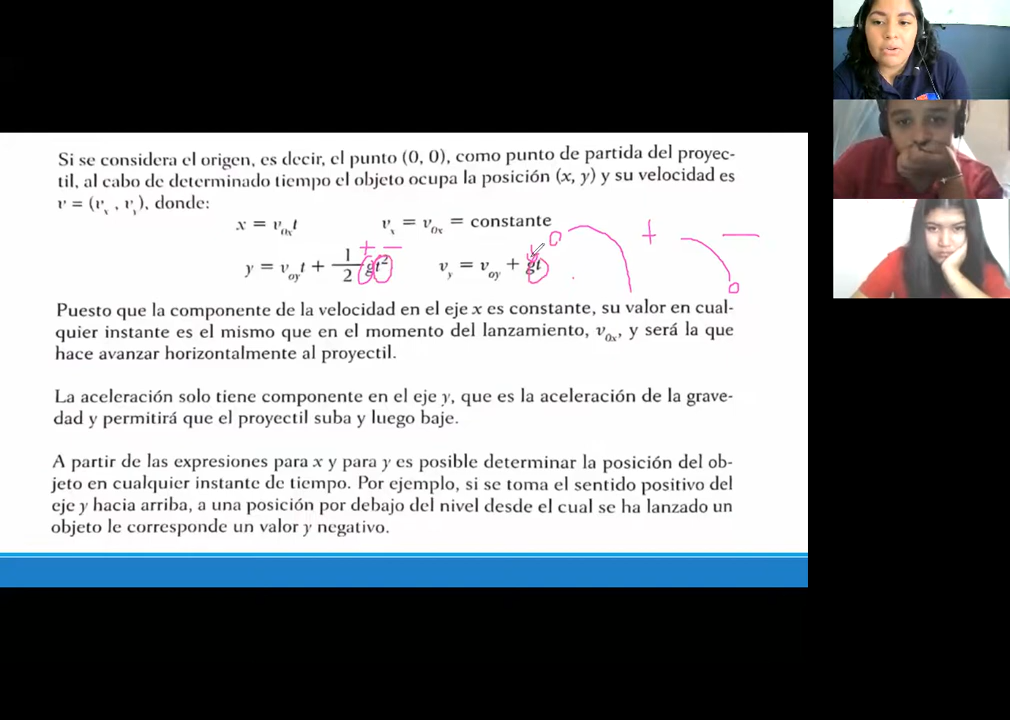 Si se considera el origen, es decir, el punto (0, 0), como punto de partida del proyec-
til, al cabo de determinado tiempo el objeto ocupa la posición (x, y) y su velocidad es
v = (vₓ , vᵧ), donde:
x = v₀ₓt vₓ = v₀ₓ = constante
+ −
y = v₀ᵧt + 1/2 gt² vᵧ = v₀ᵧ + gt + −
Puesto que la componente de la velocidad en el eje x es constante, su valor en cual-
quier instante es el mismo que en el momento del lanzamiento, v₀ₓ, y será la que
hace avanzar horizontalmente al proyectil.
La aceleración solo tiene componente en el eje y, que es la aceleración de la grave-
dad y permitirá que el proyectil suba y luego baje.
A partir de las expresiones para x y para y es posible determinar la posición del ob-
jeto en cualquier instante de tiempo. Por ejemplo, si se toma el sentido positivo del
eje y hacia arriba, a una posición por debajo del nivel desde el cual se ha lanzado un
objeto le corresponde un valor y negativo.